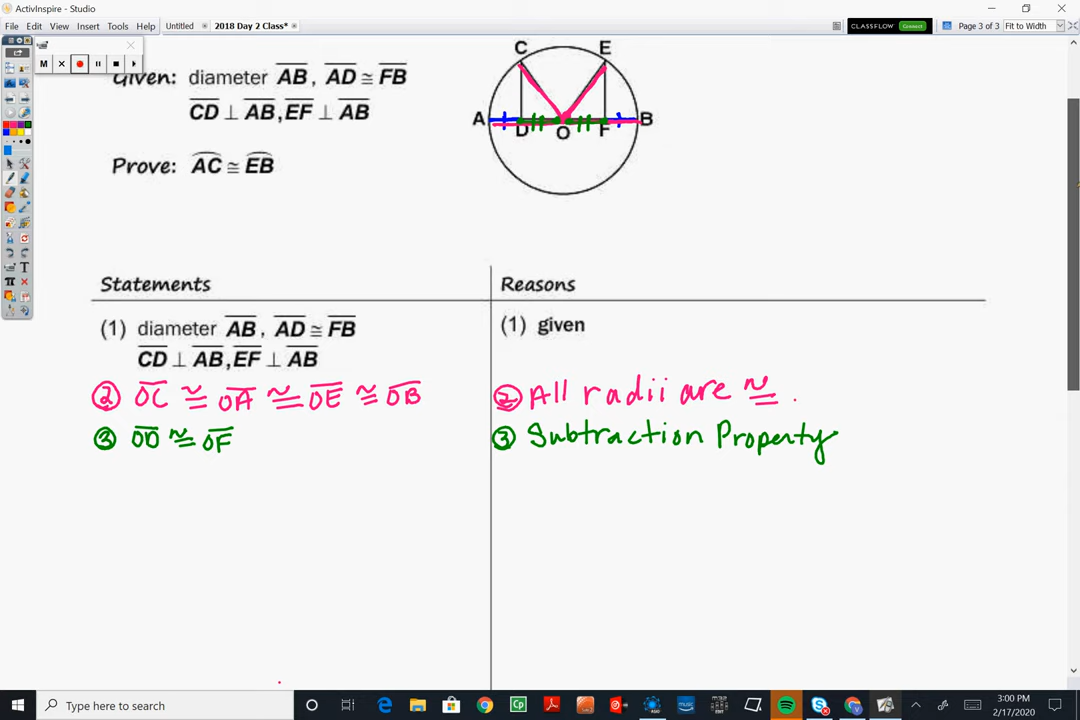 ActivInspire - Studio
File Edit View Insert Tools Help Untitled 2018 Day 2 Class* CLASSFLOW Connect Page 3 of 3 Fit to Width
M
Given: diameter AB, AD ≅ FB
CD ⊥ AB, EF ⊥ AB
Prove: AC ≅ EB
C E
A D O F B
Statements Reasons
(1) diameter AB, AD ≅ FB (1) given
CD ⊥ AB, EF ⊥ AB
② OC ≅ OA ≅ OE ≅ OB ② All radii are ≅.
③ OD ≅ OF ③ Subtraction Property
Type here to search
3:00 PM
2/17/2020